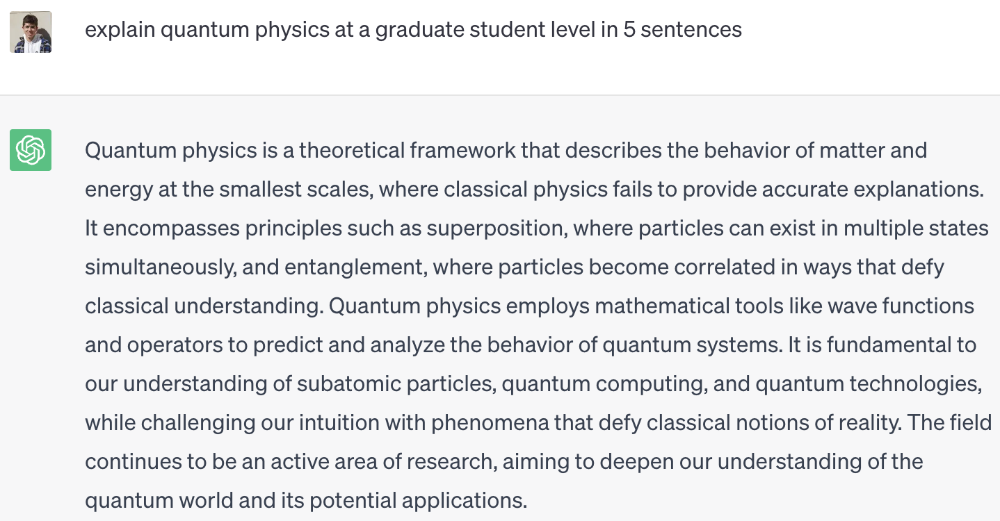 explain quantum physics at a graduate student level in 5 sentences
Quantum physics is a theoretical framework that describes the behavior of matter and
energy at the smallest scales, where classical physics fails to provide accurate explanations.
It encompasses principles such as superposition, where particles can exist in multiple states
simultaneously, and entanglement, where particles become correlated in ways that defy
classical understanding. Quantum physics employs mathematical tools like wave functions
and operators to predict and analyze the behavior of quantum systems. It is fundamental to
our understanding of subatomic particles, quantum computing, and quantum technologies,
while challenging our intuition with phenomena that defy classical notions of reality. The field
continues to be an active area of research, aiming to deepen our understanding of the
quantum world and its potential applications.